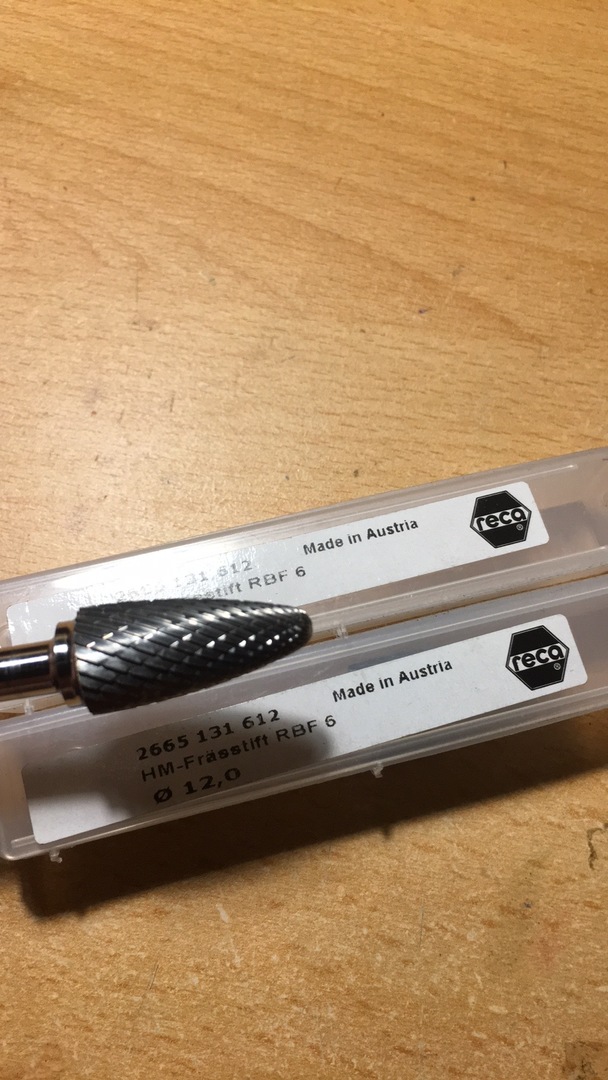 Made in Austria
reca
®
131 612
RBF 6
Made in Austria
reca
®
2665 131 612
HM-Frässtift RBF 6
Ø 12,0